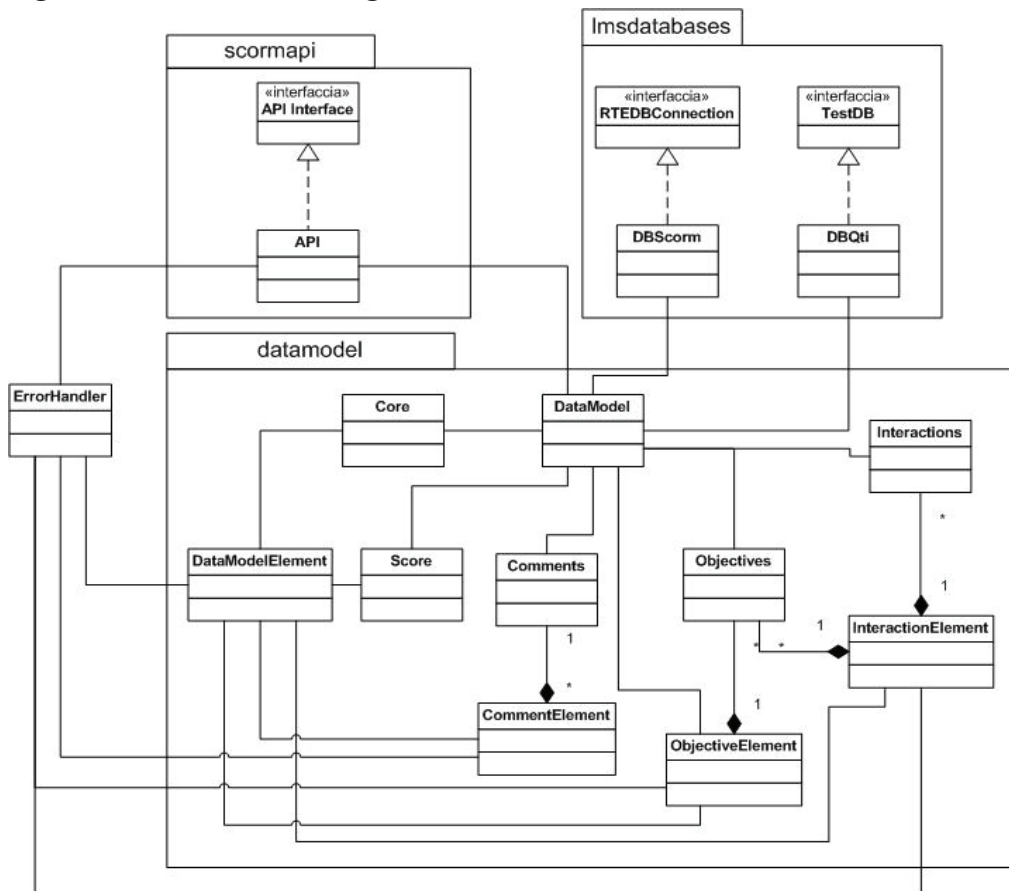 lmsdatabases
scormapi
«interfaccia»
API Interface
«interfaccia»
RTEDBConnection
«interfaccia»
TestDB
API
DBScorm
DBQti
datamodel
ErrorHandler
Core
DataModel
Interactions
*
DataModelElement
Score
Comments
Objectives
1
InteractionElement
1
1
*
*
*
1
CommentElement
ObjectiveElement